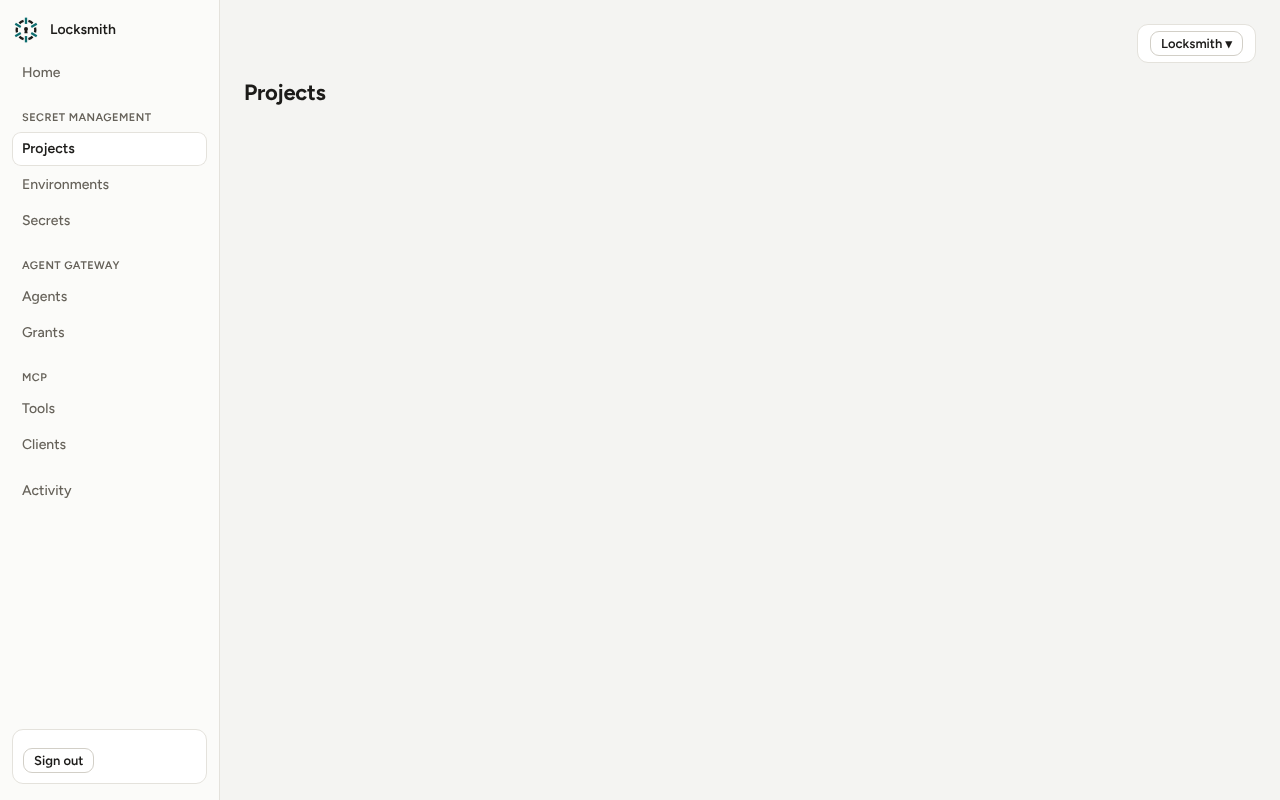 Locksmith
Home
SECRET MANAGEMENT
Projects
Environments
Secrets
AGENT GATEWAY
Agents
Grants
MCP
Tools
Clients
Activity
Sign out
Locksmith ▾
Projects